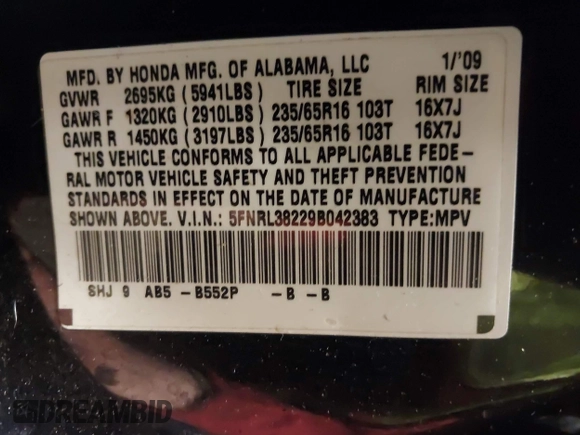 MFD. BY HONDA MFG. OF ALABAMA, LLC 1/'09
GVWR 2695KG (5941LBS) TIRE SIZE RIM SIZE
GAWR F 1320KG (2910LBS) 235/65R16 103T 16X7J
GAWR R 1450KG (3197LBS) 235/65R16 103T 16X7J
THIS VEHICLE CONFORMS TO ALL APPLICABLE FEDE-
RAL MOTOR VEHICLE SAFETY AND THEFT PREVENTION
STANDARDS IN EFFECT ON THE DATE OF MANUFACTURE
SHOWN ABOVE. V.I.N.: 5FNRL38229B042383 TYPE:MPV
SHJ 9 AB5 -B552P -B -B
DREAMBID